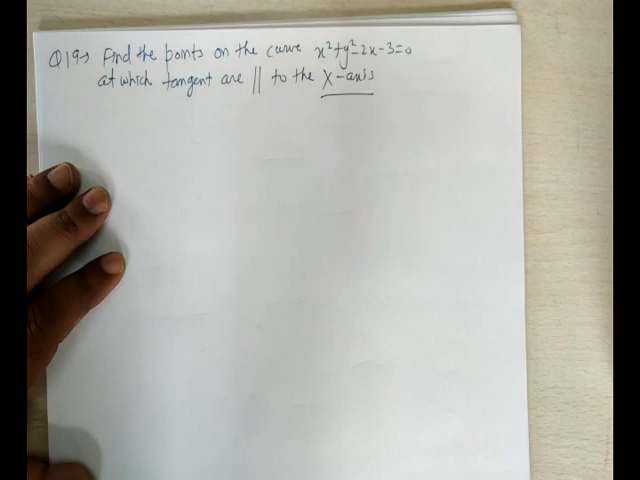 Q19→ Find the points on the curve x²+y²-2x-3=0
at which tangent are || to the X-axis